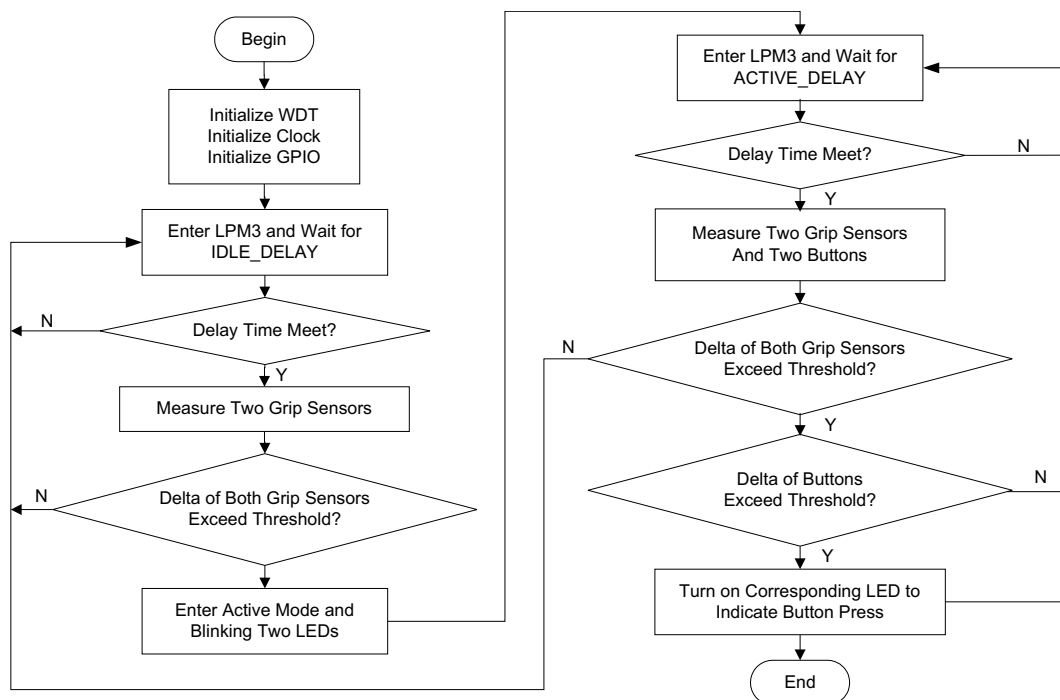 Begin
Initialize WDT
Initialize Clock
Initialize GPIO
Enter LPM3 and Wait for
IDLE_DELAY
Delay Time Meet?
N
Y
Measure Two Grip Sensors
Delta of Both Grip Sensors
Exceed Threshold?
N
Enter Active Mode and
Blinking Two LEDs
Enter LPM3 and Wait for
ACTIVE_DELAY
Delay Time Meet?
N
Y
Measure Two Grip Sensors
And Two Buttons
Delta of Both Grip Sensors
Exceed Threshold?
N
Y
Delta of Buttons
Exceed Threshold?
N
Y
Turn on Corresponding LED to
Indicate Button Press
End